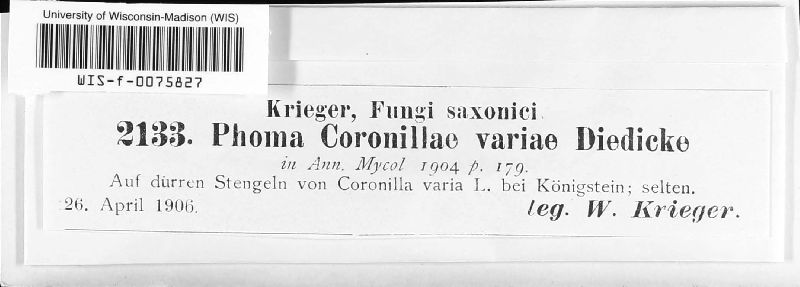 University of Wisconsin-Madison (WIS)
WIS-f-0075827
Krieger, Fungi saxonici.
2133. Phoma Coronillae variae Diedicke
in Ann. Mycol 1904 p. 179.
Auf dürren Stengeln von Coronilla varia L. bei Königstein; selten.
26. April 1906.
leg. W. Krieger.